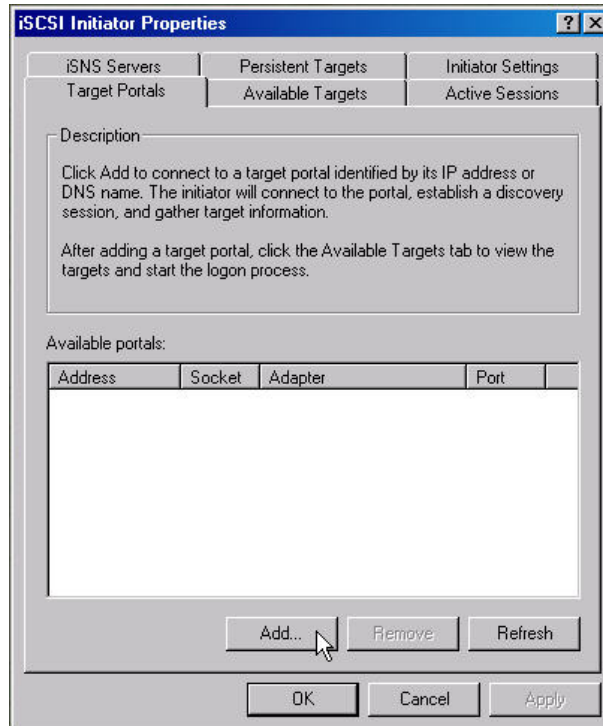 iSCSI Initiator Properties
iSNS Servers Persistent Targets Initiator Settings
Target Portals Available Targets Active Sessions
Description
Click Add to connect to a target portal identified by its IP address or
DNS name. The initiator will connect to the portal, establish a discovery
session, and gather target information.
After adding a target portal, click the Available Targets tab to view the
targets and start the logon process.
Available portals:
Address Socket Adapter Port
Add... Remove Refresh
OK Cancel Apply